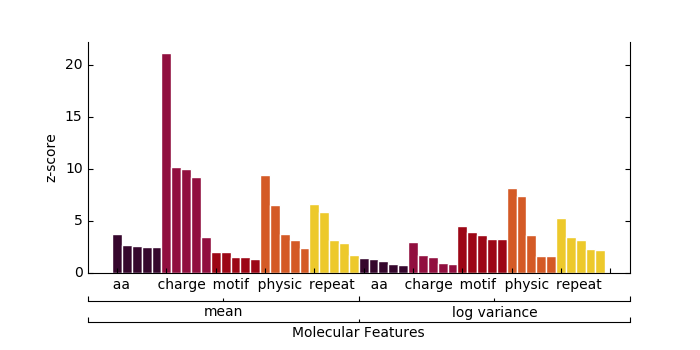 20
15
10
5
0
z-score
aa charge motif physic repeat aa charge motif physic repeat
mean log variance
Molecular Features